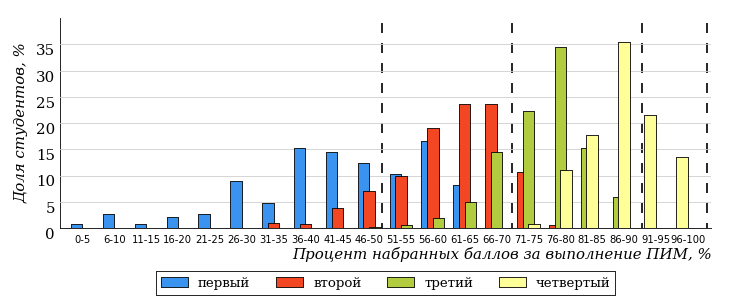 Доля студентов, %
35
30
25
20
15
10
5
0
0-5 6-10 11-15 16-20 21-25 26-30 31-35 36-40 41-45 46-50 51-55 56-60 61-65 66-70 71-75 76-80 81-85 86-90 91-95 96-100
Процент набранных баллов за выполнение ПИМ, %
первый второй третий четвертый